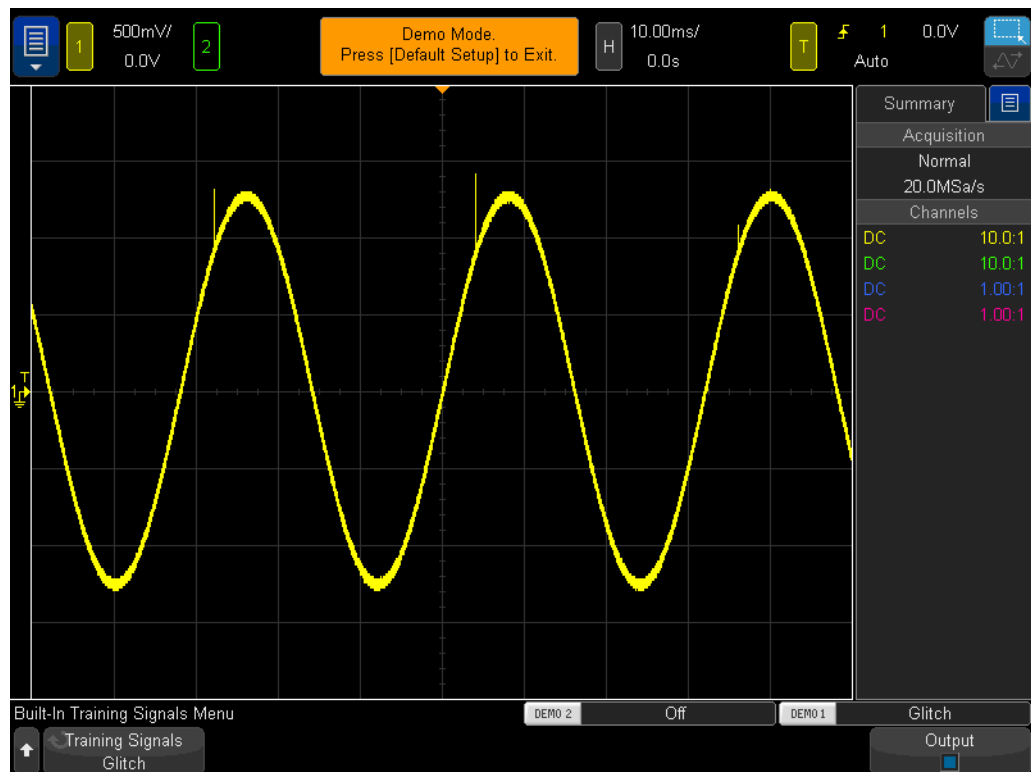 1
500mV/
0.0V
2
Demo Mode.
Press [Default Setup] to Exit.
H
10.00ms/
0.0s
T
1
0.0V
Auto
Summary
Acquisition
Normal
20.0MSa/s
Channels
DC 10.0:1
DC 10.0:1
DC 1.00:1
DC 1.00:1
T
1
Built-In Training Signals Menu
DEMO 2
Off
DEMO 1
Glitch
Training Signals
Glitch
Output